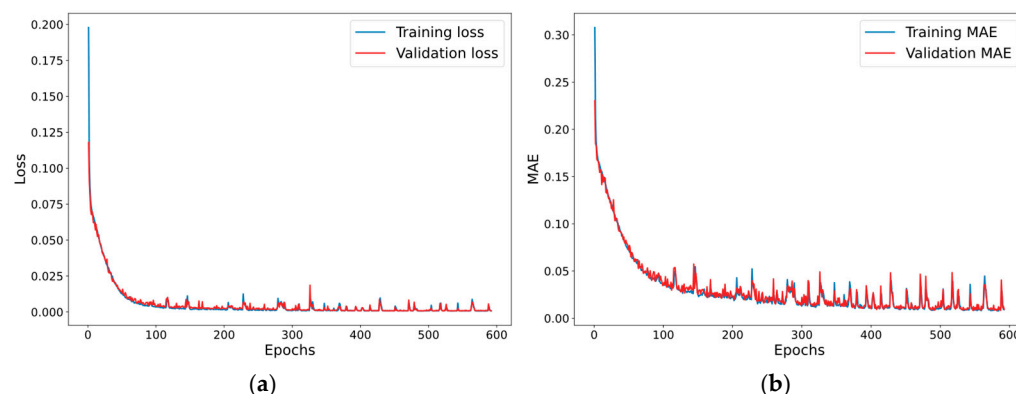 0.200
0.175
0.150
0.125
0.100
0.075
0.050
0.025
0.000
Loss
Training loss
Validation loss
0 100 200 300 400 500 600
Epochs
(a)
0.30
0.25
0.20
0.15
0.10
0.05
0.00
MAE
Training MAE
Validation MAE
0 100 200 300 400 500 600
Epochs
(b)